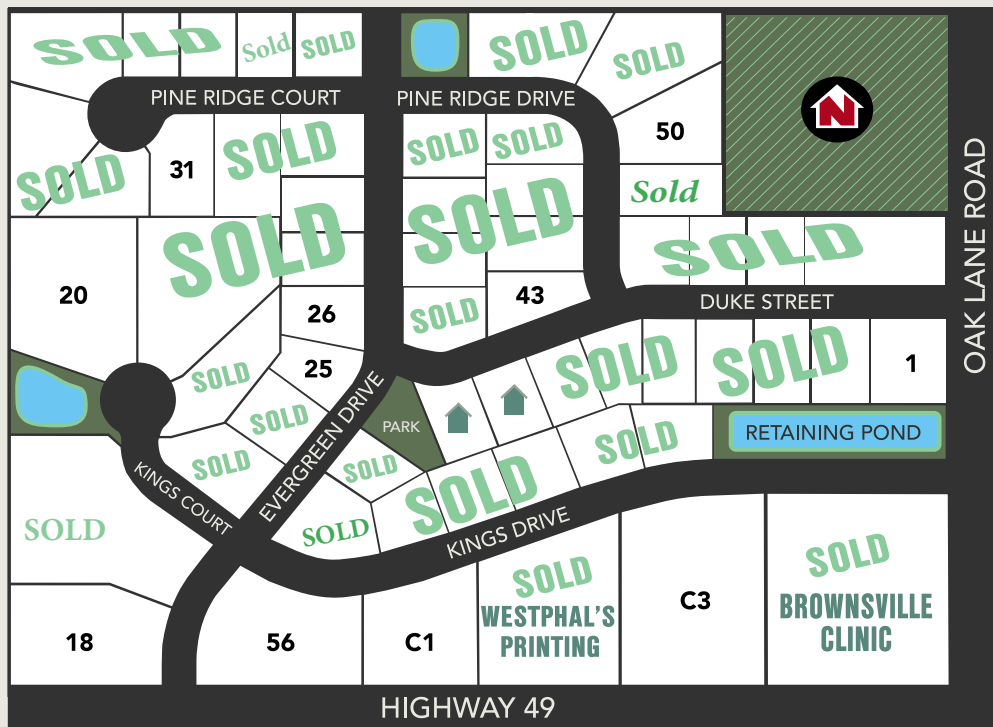 SOLD
Sold
SOLD
SOLD
SOLD
N
PINE RIDGE COURT
PINE RIDGE DRIVE
50
SOLD
SOLD
SOLD
31
SOLD
Sold
OAK LANE ROAD
SOLD
SOLD
SOLD
20
26
43
SOLD
DUKE STREET
25
SOLD
SOLD
SOLD
1
SOLD
EVERGREEN DRIVE
PARK
RETAINING POND
SOLD
SOLD
SOLD
SOLD
KINGS COURT
SOLD
SOLD
KINGS DRIVE
SOLD
SOLD
WESTPHAL'S
PRINTING
C3
BROWNSVILLE
CLINIC
18
56
C1
HIGHWAY 49